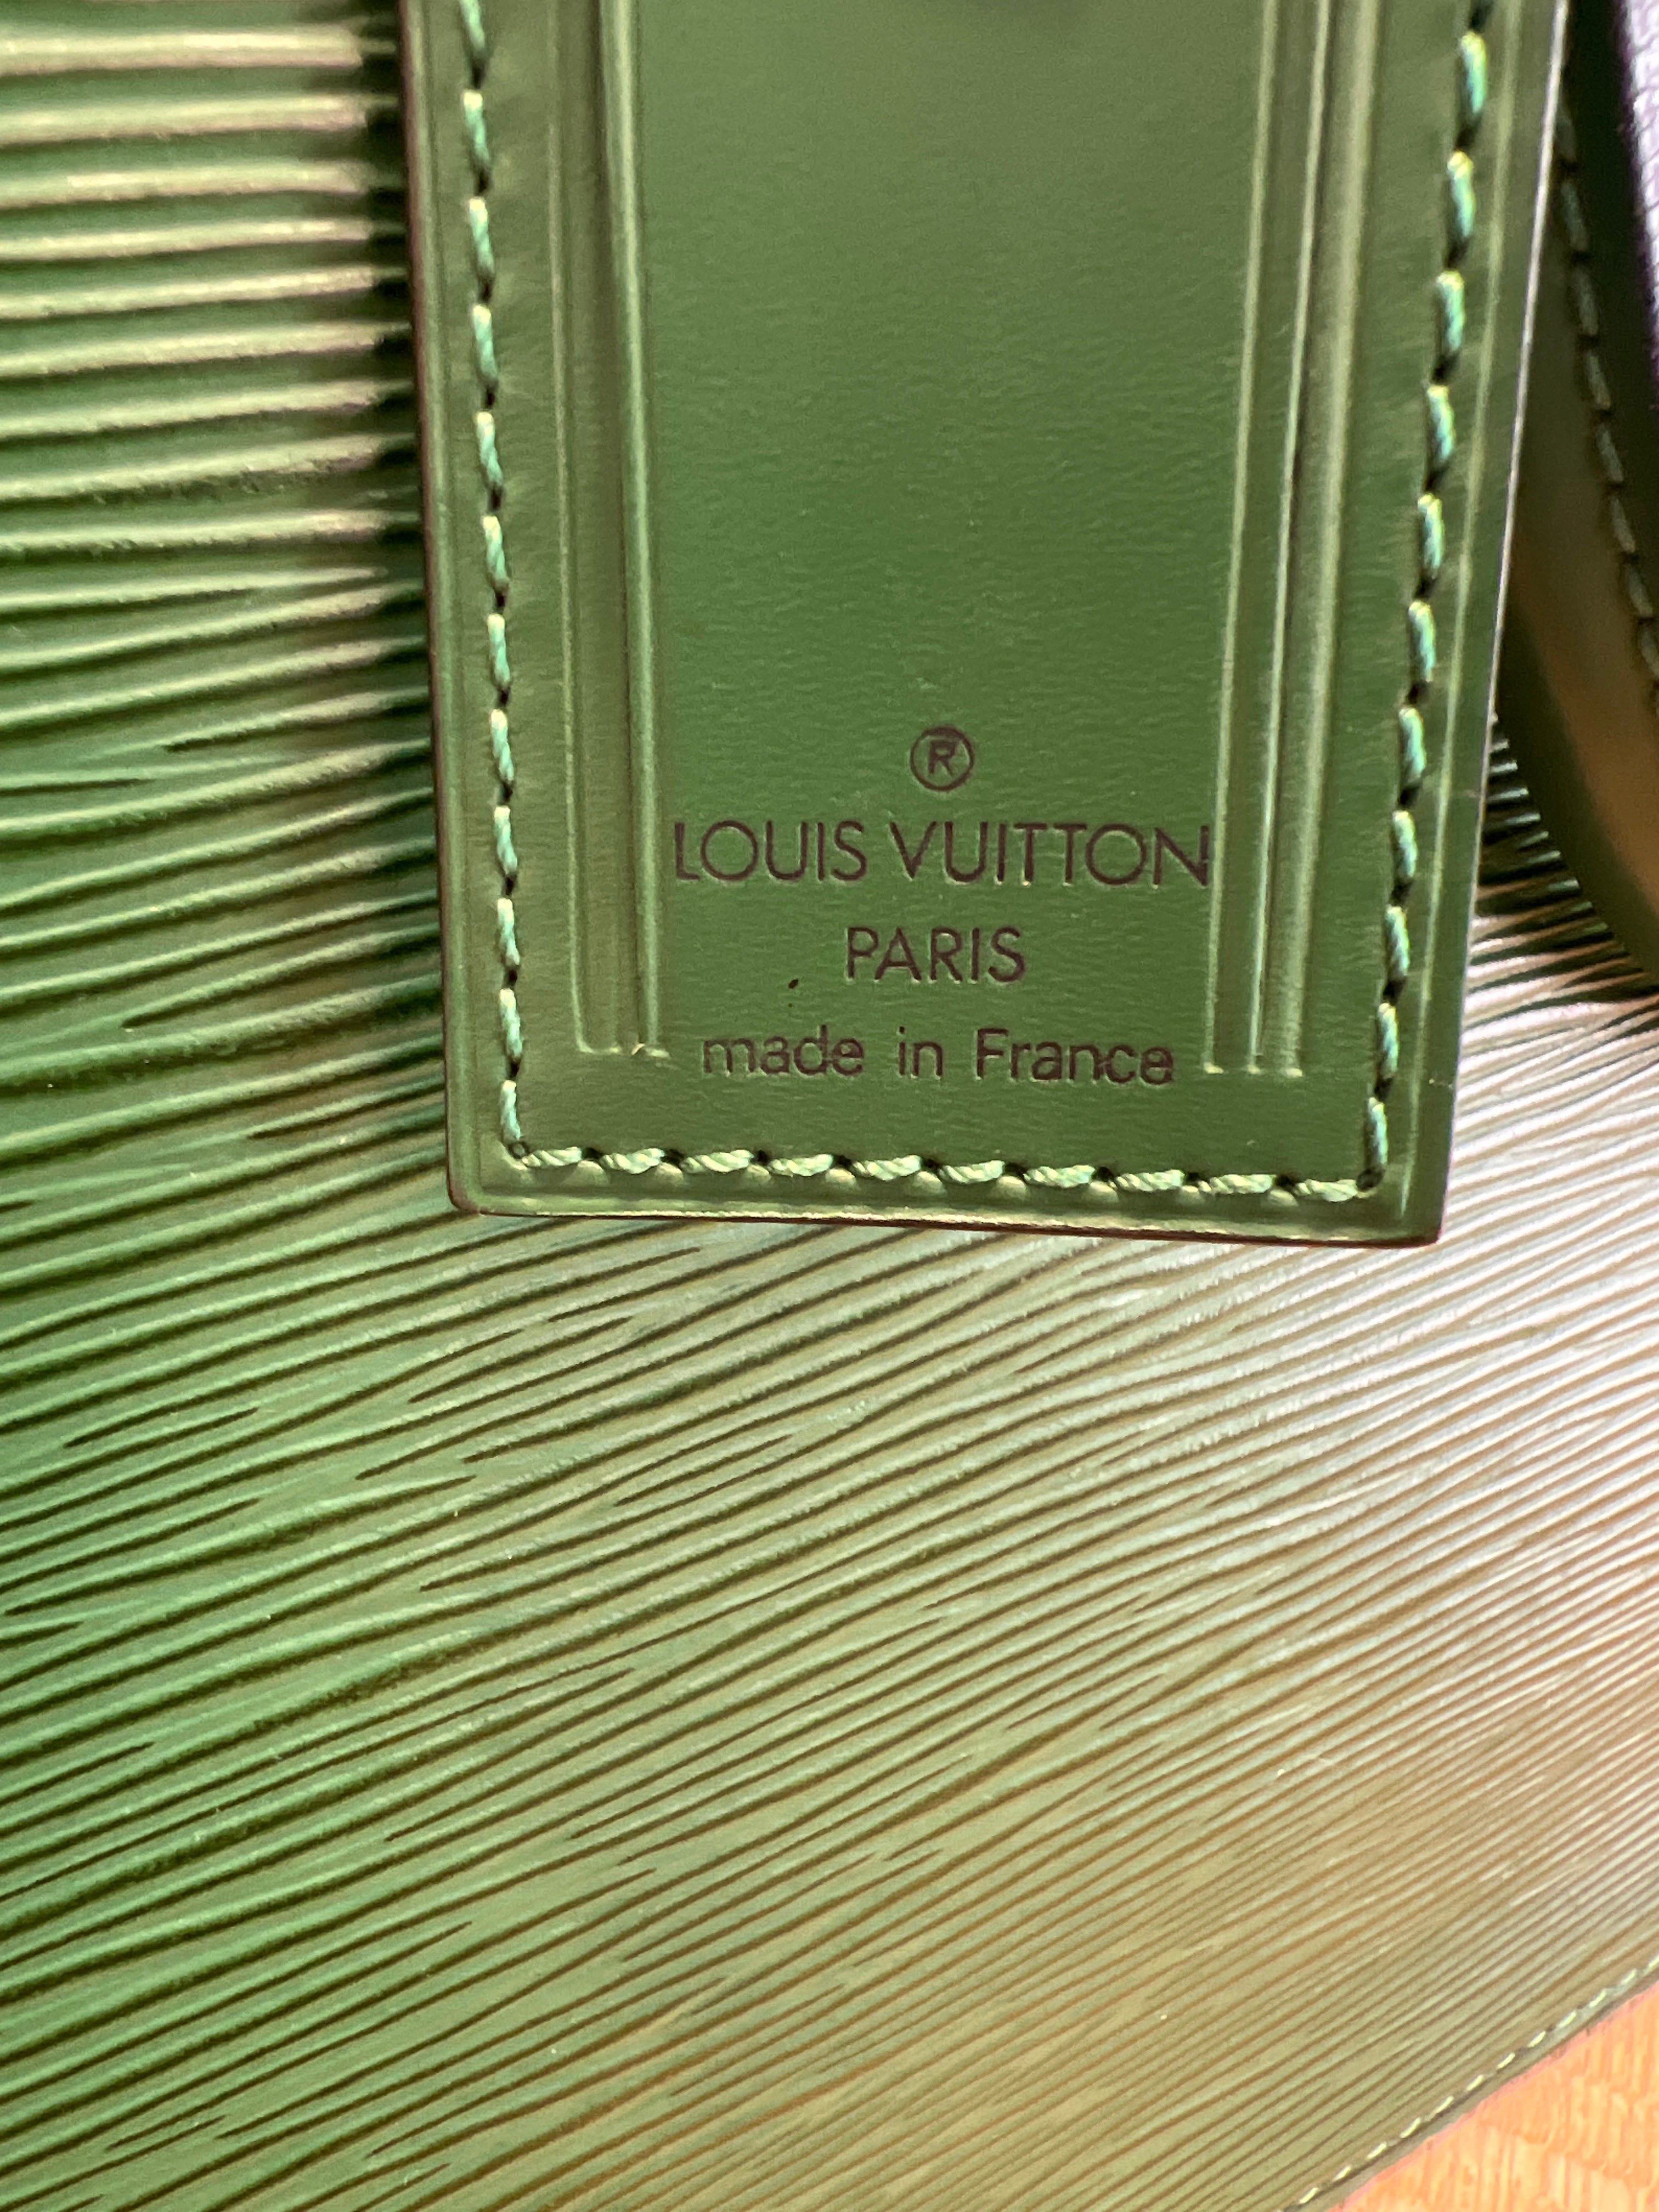 ®
LOUIS VUITTON
PARIS
made in France